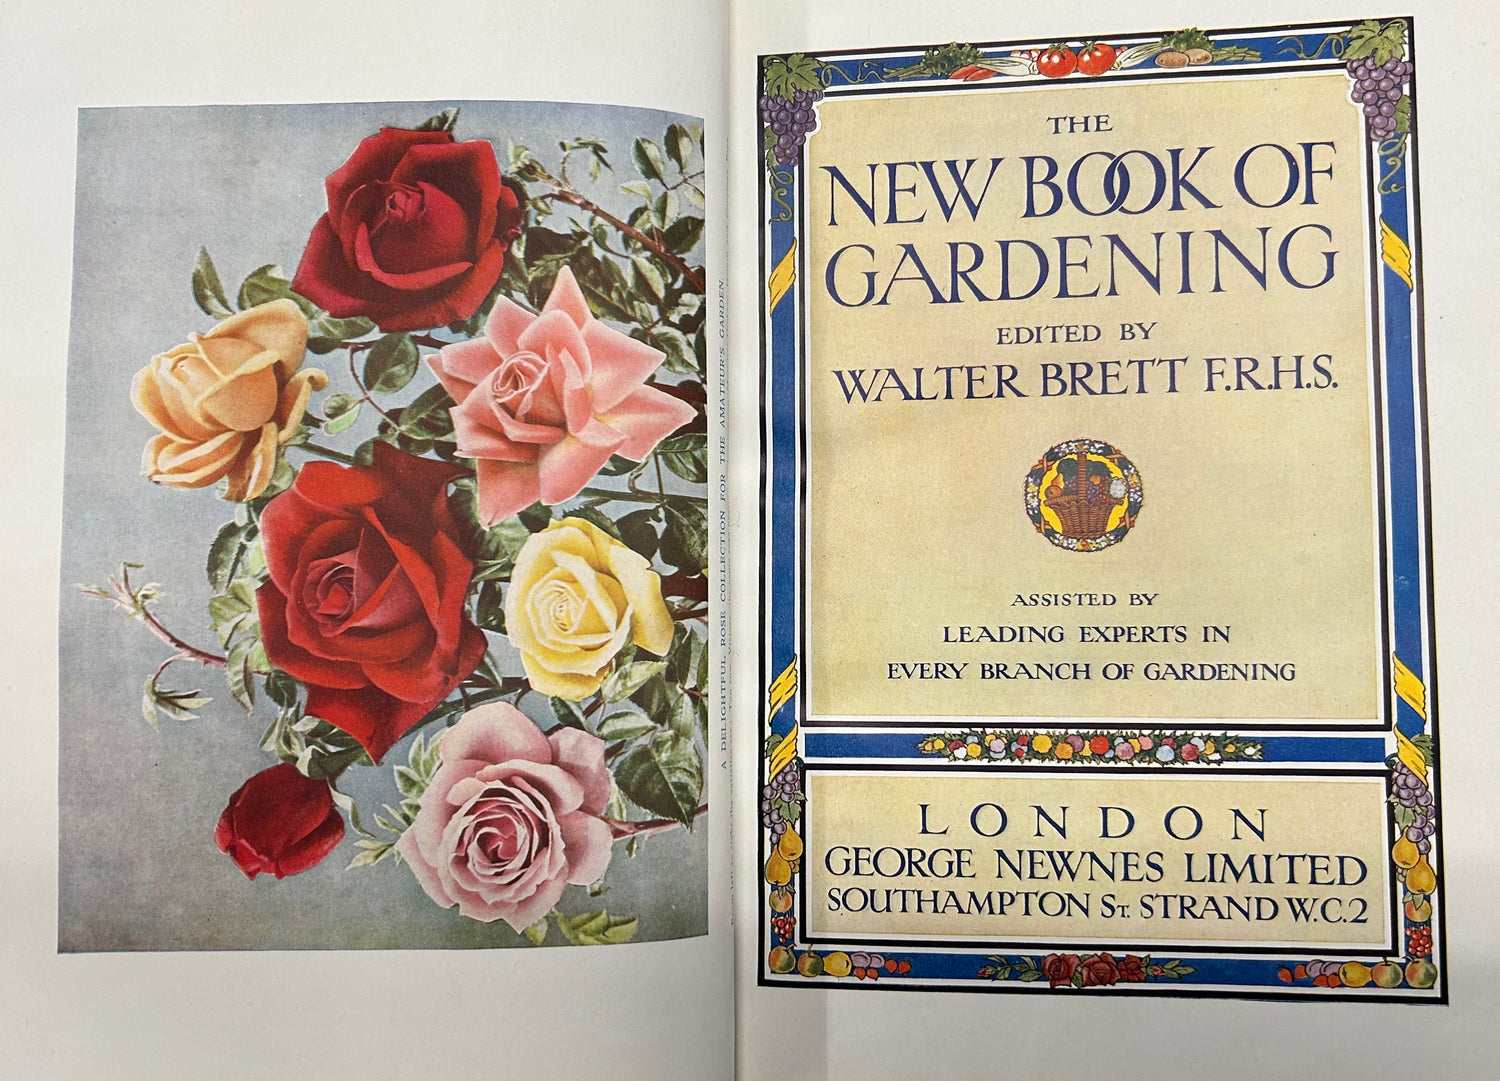 A DELIGHTFUL ROSE COLLECTION FOR THE AMATEUR'S GARDEN.
THE
NEW BOOK OF
GARDENING
EDITED BY
WALTER BRETT F.R.H.S.
ASSISTED BY
LEADING EXPERTS IN
EVERY BRANCH OF GARDENING
LONDON
GEORGE NEWNES LIMITED
SOUTHAMPTON ST. STRAND W.C.2